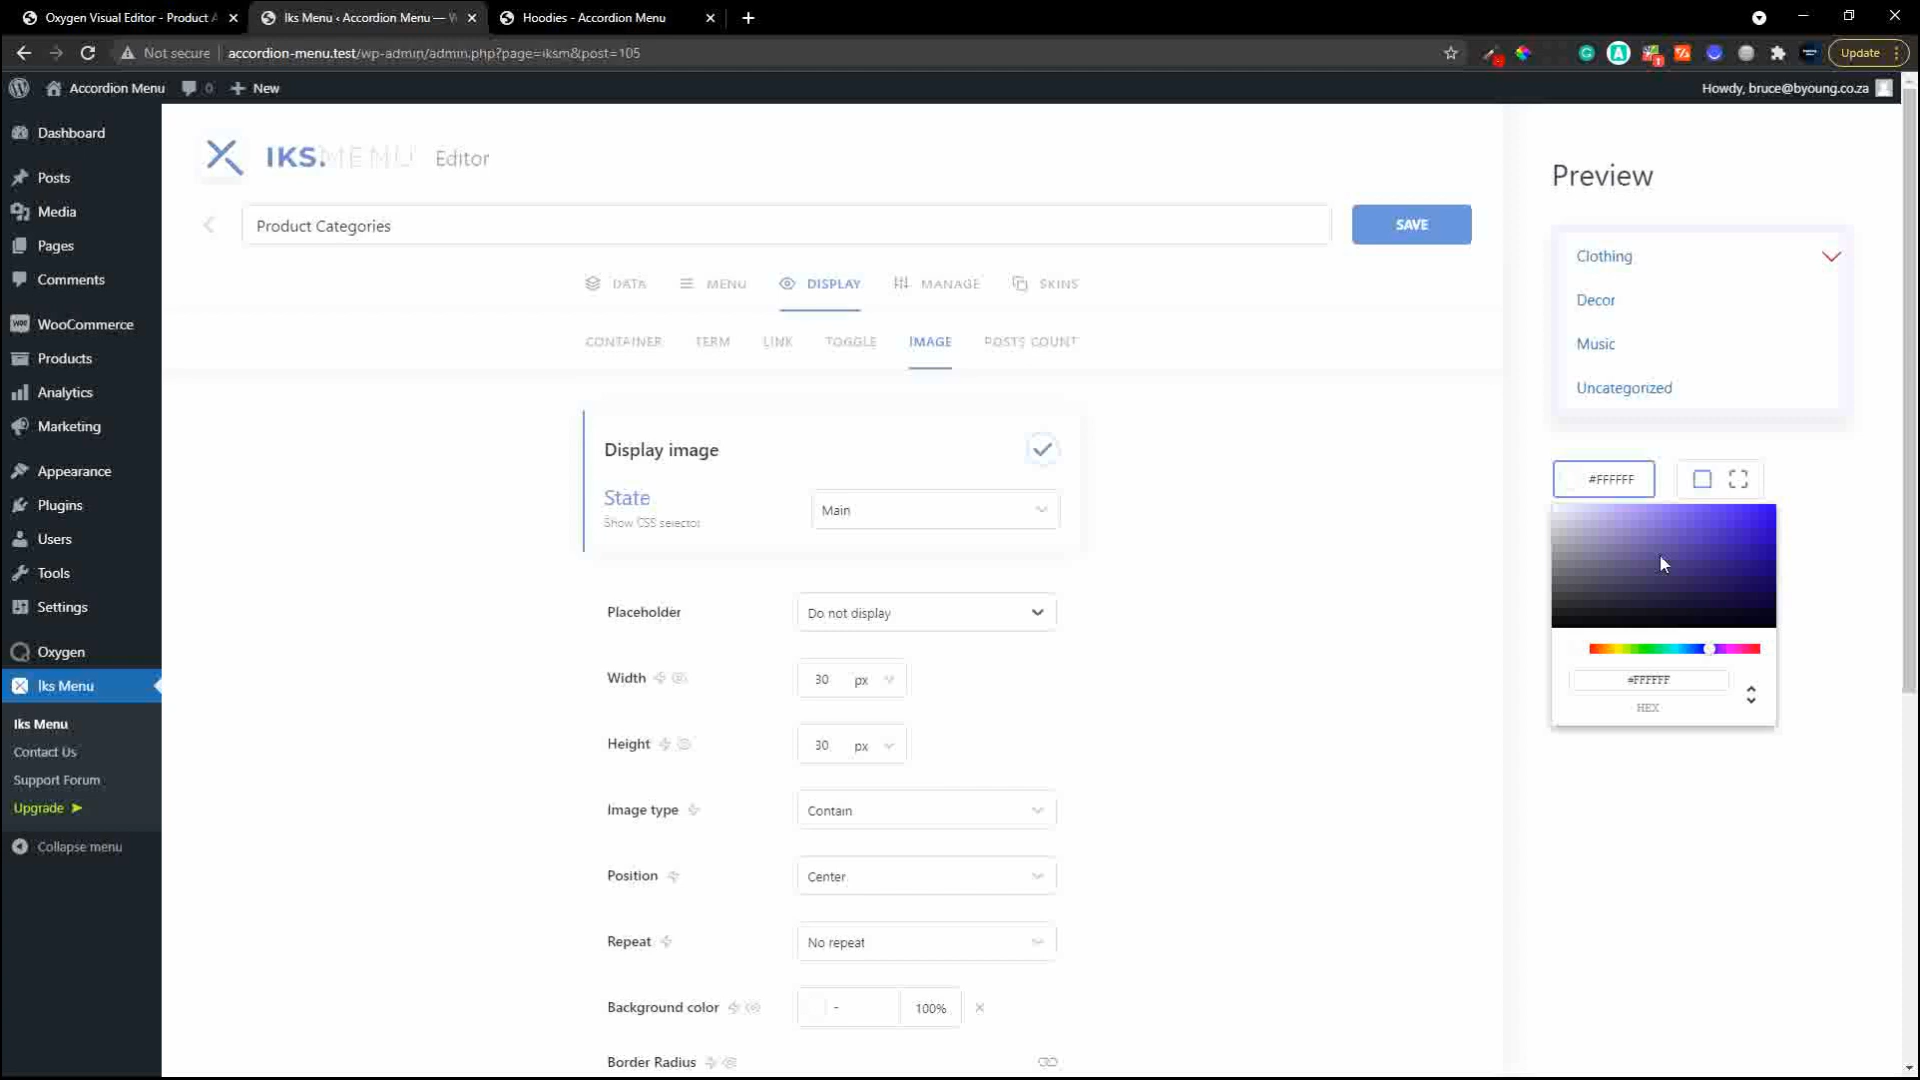 Oxygen Visual Editor - Product A
Iks Menu ‹ Accordion Menu — W
Hoodies - Accordion Menu
Not secure
accordion-menu.test/wp-admin/admin.php?page=iksm&post=105
Update
Accordion Menu
0
New
Howdy, bruce@byoung.co.za
Dashboard
Posts
Media
Pages
Comments
WooCommerce
Products
Analytics
Marketing
Appearance
Plugins
Users
Tools
Settings
Oxygen
Iks Menu
Iks Menu
Contact Us
Support Forum
Upgrade ➤
Collapse menu
IKS.MENU Editor
Product Categories
SAVE
DATA
MENU
DISPLAY
MANAGE
SKINS
CONTAINER
TERM
LINK
TOGGLE
IMAGE
POSTS COUNT
Display image
State
Show CSS selector
Main
Placeholder
Do not display
Width
30 px
Height
30 px
Image type
Contain
Position
Center
Repeat
No repeat
Background color
-
100%
×
Border Radius
Preview
Clothing
Decor
Music
Uncategorized
#FFFFFF
#FFFFFF
HEX